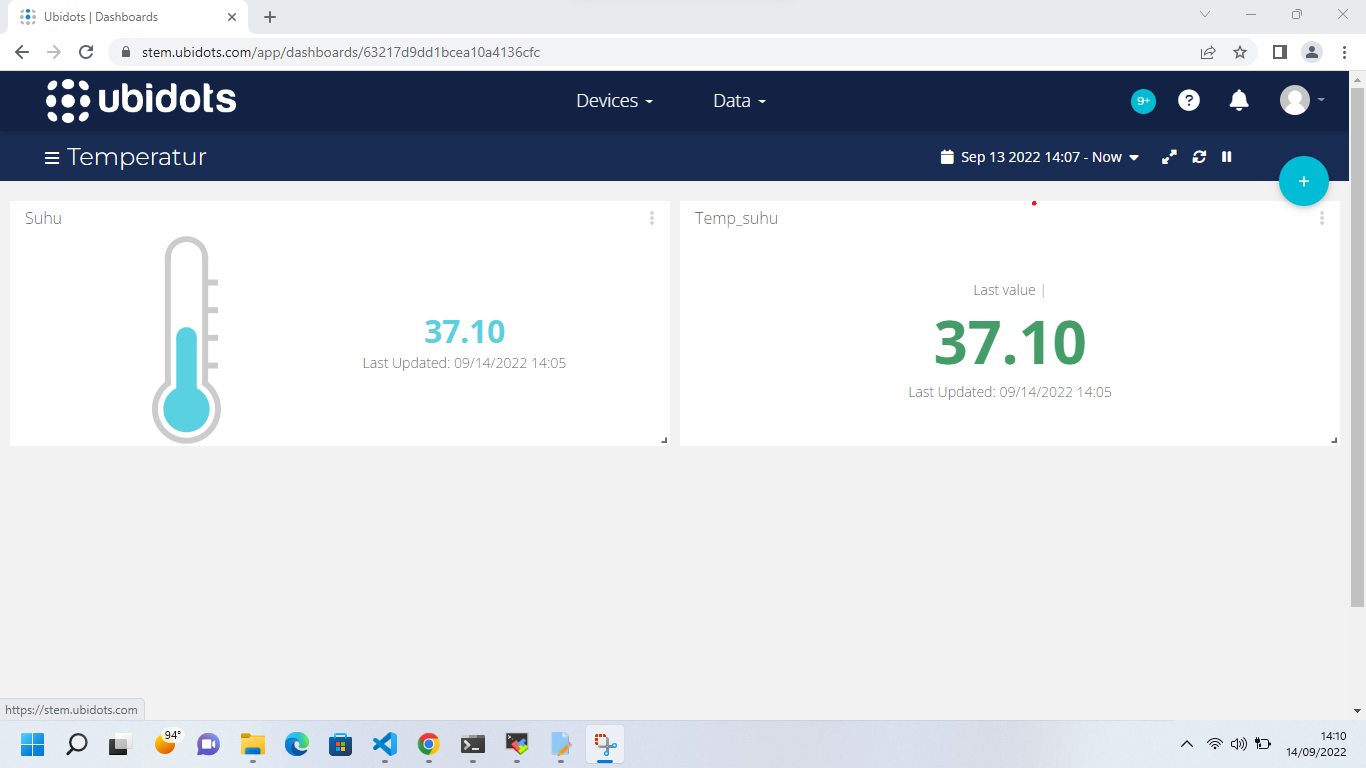 Ubidots | Dashboards
stem.ubidots.com/app/dashboards/63217d9dd1bcea10a4136cfc
ubidots
Devices
Data
9+
?
Temperatur
Sep 13 2022 14:07 - Now
+
Suhu
37.10
Last Updated: 09/14/2022 14:05
Temp_suhu
Last value |
37.10
Last Updated: 09/14/2022 14:05
https://stem.ubidots.com
94°
14:10
14/09/2022